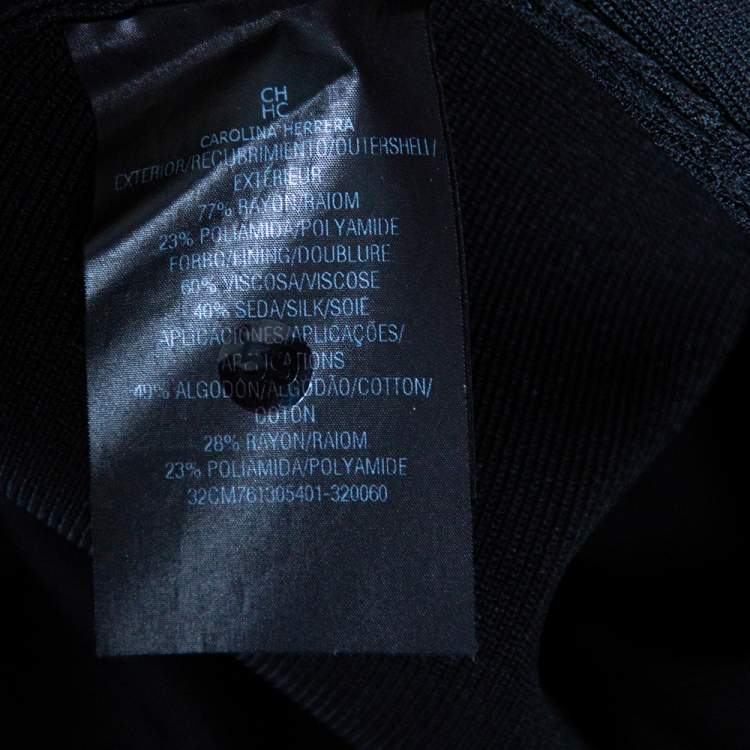 CH
HC
CAROLINA HERRERA
EXTERIOR/RECUBRIMIENTO/OUTERSHELL/
EXTÉRIEUR
77% RAYON/RAIOM
23% POLIAMIDA/POLYAMIDE
FORRO/LINING/DOUBLURE
60% VISCOSA/VISCOSE
40% SEDA/SILK/SOIE
APLICACIONES/APLICAÇÕES/
APLICATIONS
49% ALGODÓN/ALGODÃO/COTTON/
COTON
28% RAYON/RAIOM
23% POLIAMIDA/POLYAMIDE
32CM761305401-320060